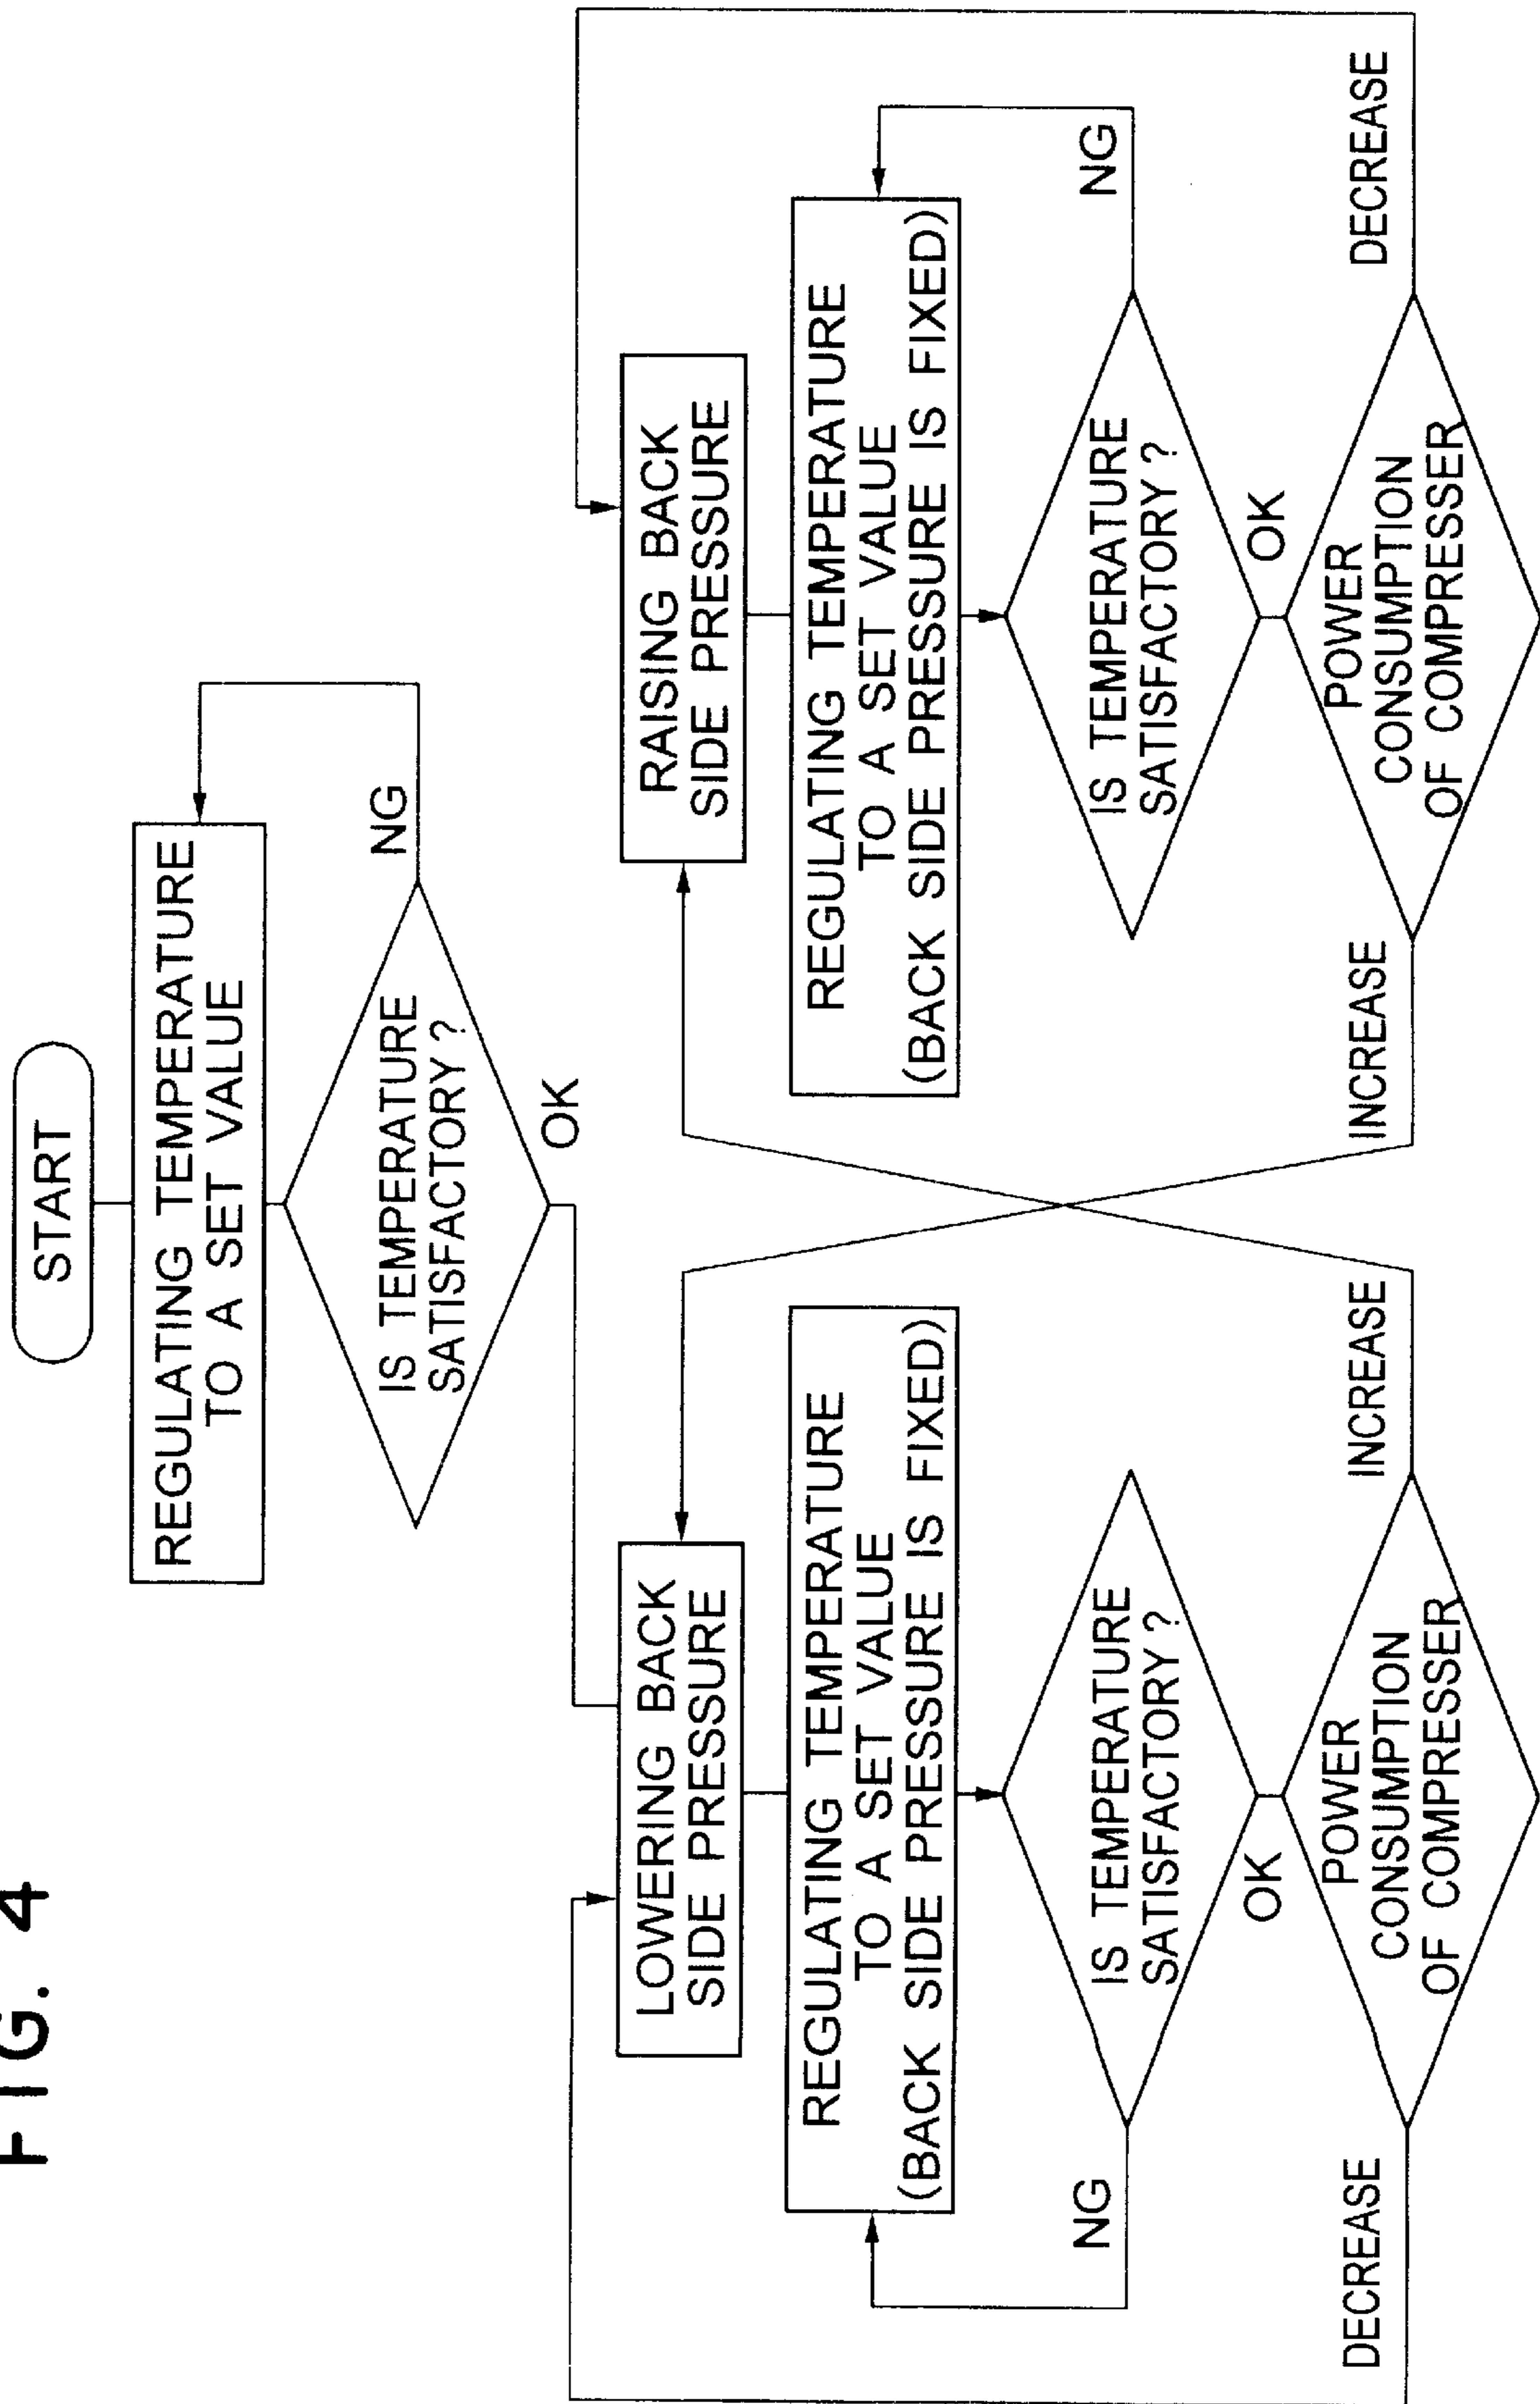 FIG. 4
START
REGULATING TEMPERATURE
TO A SET VALUE
IS TEMPERATURE
SATISFACTORY?
NG
OK
LOWERING BACK
SIDE PRESSURE
REGULATING TEMPERATURE
TO A SET VALUE
(BACK SIDE PRESSURE IS FIXED)
IS TEMPERATURE
SATISFACTORY?
NG
OK
POWER
CONSUMPTION
OF COMPRESSER
DECREASE
INCREASE
RAISING BACK
SIDE PRESSURE
REGULATING TEMPERATURE
TO A SET VALUE
(BACK SIDE PRESSURE IS FIXED)
IS TEMPERATURE
SATISFACTORY?
NG
OK
POWER
CONSUMPTION
OF COMPRESSER
INCREASE
DECREASE